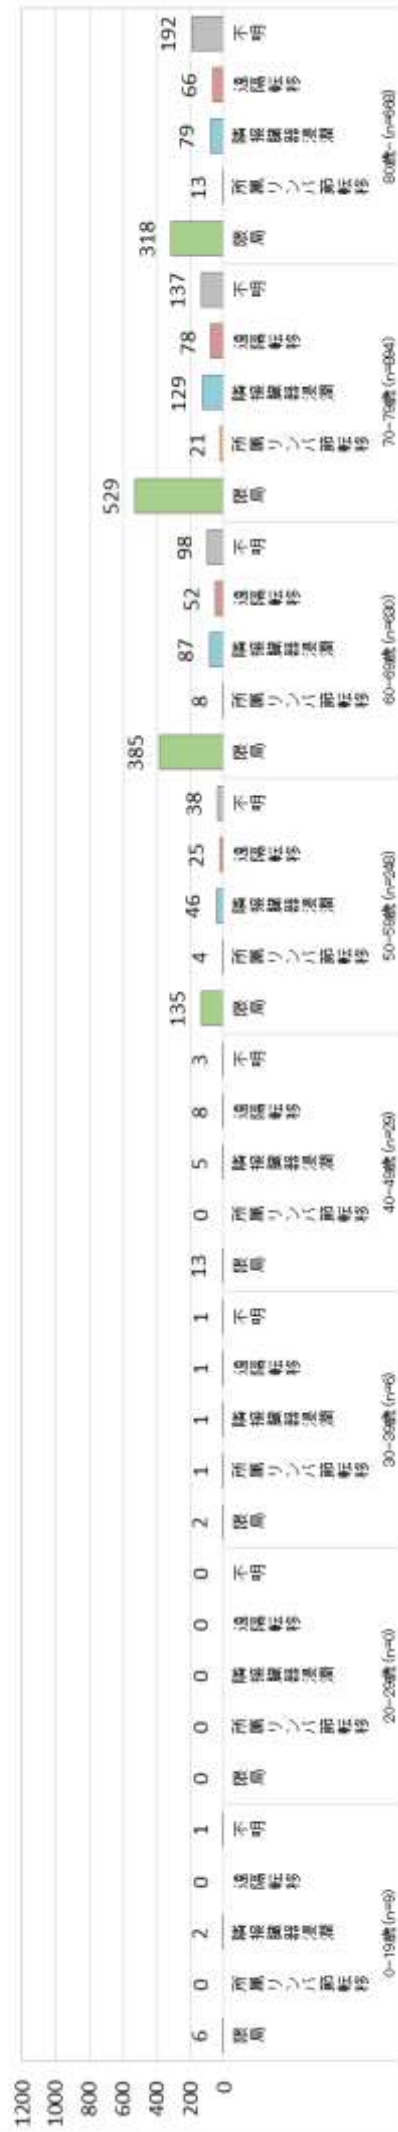 1200
1000
800
600
400
200
0
6 0 2 0 1
限局 所属リンパ節転移 隣接臓器浸潤 遠隔転移 不明
0-19歳(n=9)
0 0 0 0 0
限局 所属リンパ節転移 隣接臓器浸潤 遠隔転移 不明
20-29歳(n=0)
2 1 1 1 1
限局 所属リンパ節転移 隣接臓器浸潤 遠隔転移 不明
30-39歳(n=6)
13 0 5 8 3
限局 所属リンパ節転移 隣接臓器浸潤 遠隔転移 不明
40-49歳(n=29)
135 4 46 25 38
限局 所属リンパ節転移 隣接臓器浸潤 遠隔転移 不明
50-59歳(n=248)
385 8 87 52 98
限局 所属リンパ節転移 隣接臓器浸潤 遠隔転移 不明
60-69歳(n=630)
529 21 129 78 137
限局 所属リンパ節転移 隣接臓器浸潤 遠隔転移 不明
70-79歳(n=894)
318 13 79 66 192
限局 所属リンパ節転移 隣接臓器浸潤 遠隔転移 不明
80歳-(n=668)